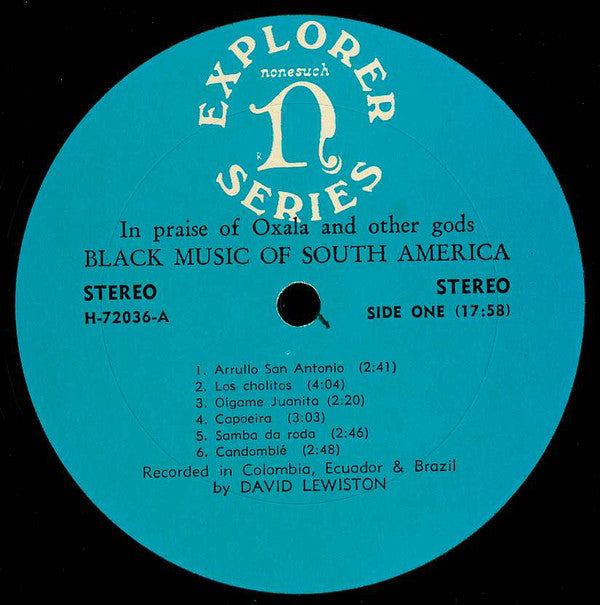 EXPLORER
nonesuch
n
R
SERIES
In praise of Oxala and other gods
BLACK MUSIC OF SOUTH AMERICA
STEREO
H-72036-A
STEREO
SIDE ONE (17:58)
1. Arrullo San Antonio (2:41)
2. Los cholitos (4:04)
3. Oígame Juanita (2:20)
4. Capoeira (3:03)
5. Samba da roda (2:46)
6. Candomblé (2:48)
Recorded in Colombia, Ecuador & Brazil
by DAVID LEWISTON